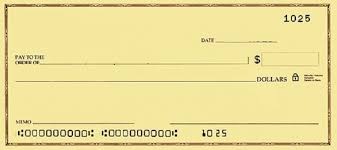 1025
DATE
PAY TO THE
ORDER OF $
DOLLARS
MEMO
⑆000000000⑆ 000000000⑈ 1025